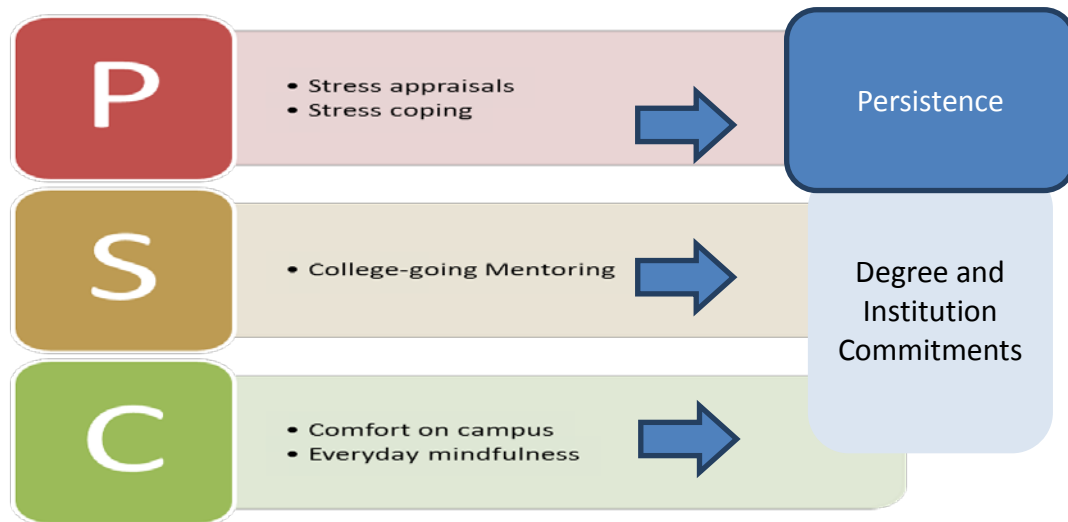 P
• Stress appraisals
• Stress coping
Persistence
S
• College-going Mentoring
Degree and
Institution
Commitments
C
• Comfort on campus
• Everyday mindfulness